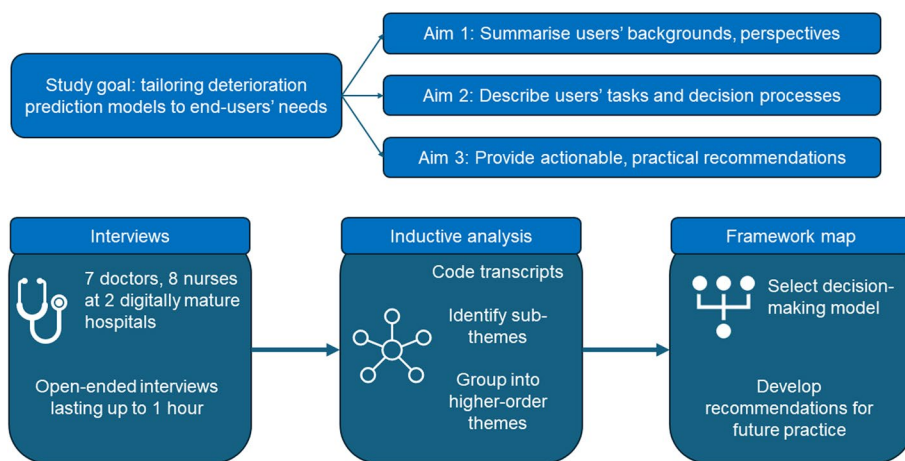 Aim 1: Summarise users' backgrounds, perspectives
Study goal: tailoring deterioration
prediction models to end-users' needs
Aim 2: Describe users' tasks and decision processes
Aim 3: Provide actionable, practical recommendations
Interviews
7 doctors, 8 nurses
at 2 digitally mature
hospitals
Open-ended interviews
lasting up to 1 hour
Inductive analysis
Code transcripts
Identify sub-
themes
Group into
higher-order
themes
Framework map
Select decision-
making model
Develop
recommendations for
future practice